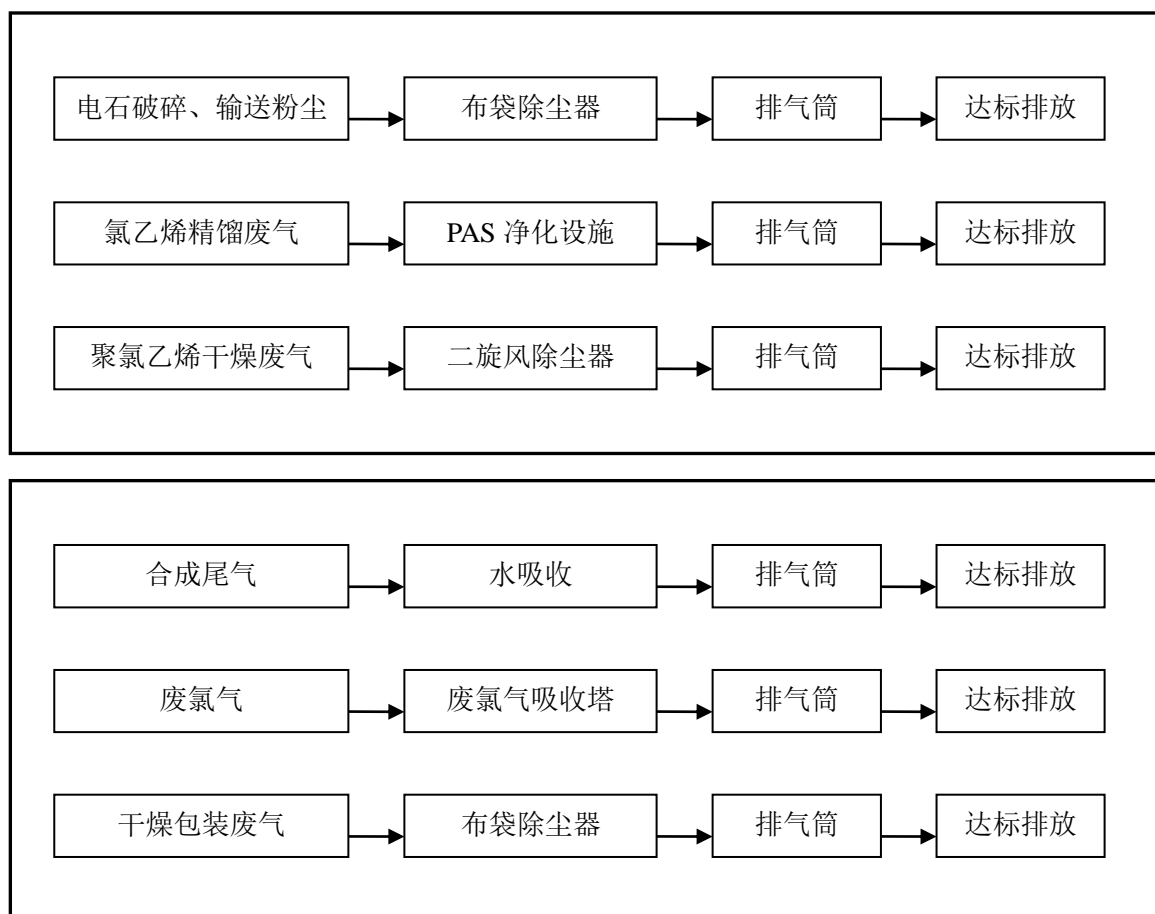 电石破碎、输送粉尘 布袋除尘器 排气筒 达标排放
氯乙烯精馏废气 PAS 净化设施 排气筒 达标排放
聚氯乙烯干燥废气 二旋风除尘器 排气筒 达标排放
合成尾气 水吸收 排气筒 达标排放
废氯气 废氯气吸收塔 排气筒 达标排放
干燥包装废气 布袋除尘器 排气筒 达标排放